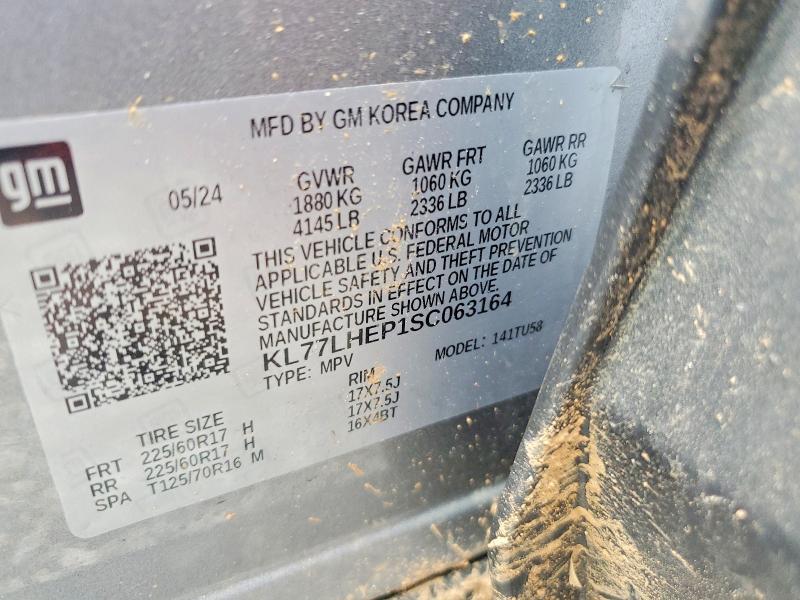 MFD BY GM KOREA COMPANY
gm
05/24
GVWR
1880 KG
4145 LB
GAWR FRT
1060 KG
2336 LB
GAWR RR
1060 KG
2336 LB
THIS VEHICLE CONFORMS TO ALL
APPLICABLE U.S. FEDERAL MOTOR
VEHICLE SAFETY AND THEFT PREVENTION
STANDARDS IN EFFECT ON THE DATE OF
MANUFACTURE SHOWN ABOVE.
KL77LHEP1SC063164
TYPE: MPV
MODEL: 141TU58
TIRE SIZE RIM
FRT 225/60R17 H 17X7.5J
RR 225/60R17 H 17X7.5J
SPA T125/70R16 M 16X4BT